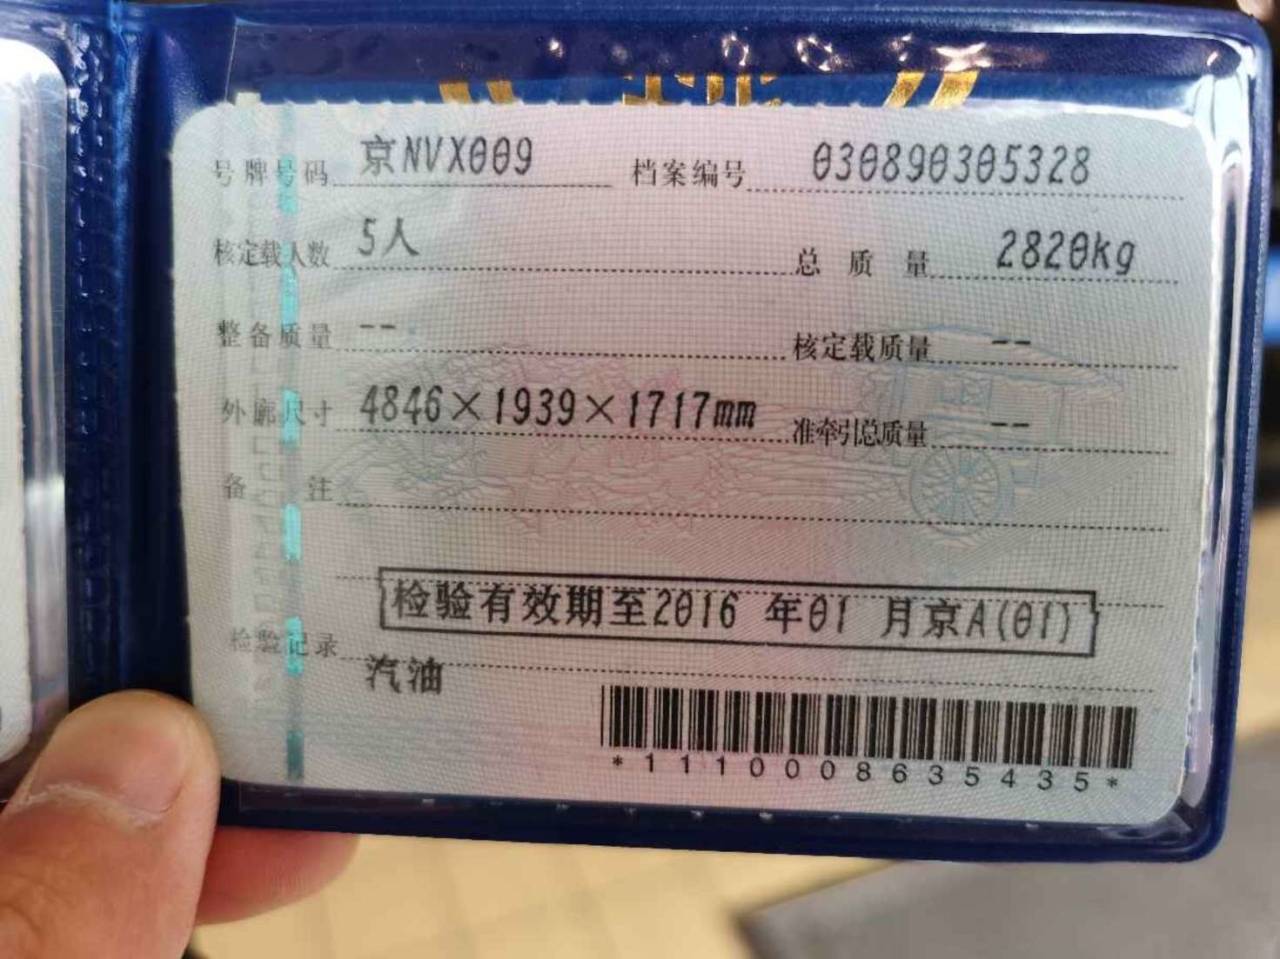 号牌号码 京NVX009 档案编号 030890305328
核定载人数 5人 总质量 2820kg
整备质量 -- 核定载质量 --
外廓尺寸 4846×1939×1717mm 准牵引总质量 --
备注
检验有效期至2016 年01 月京A(01)
检验记录
汽油
*1110008635435*